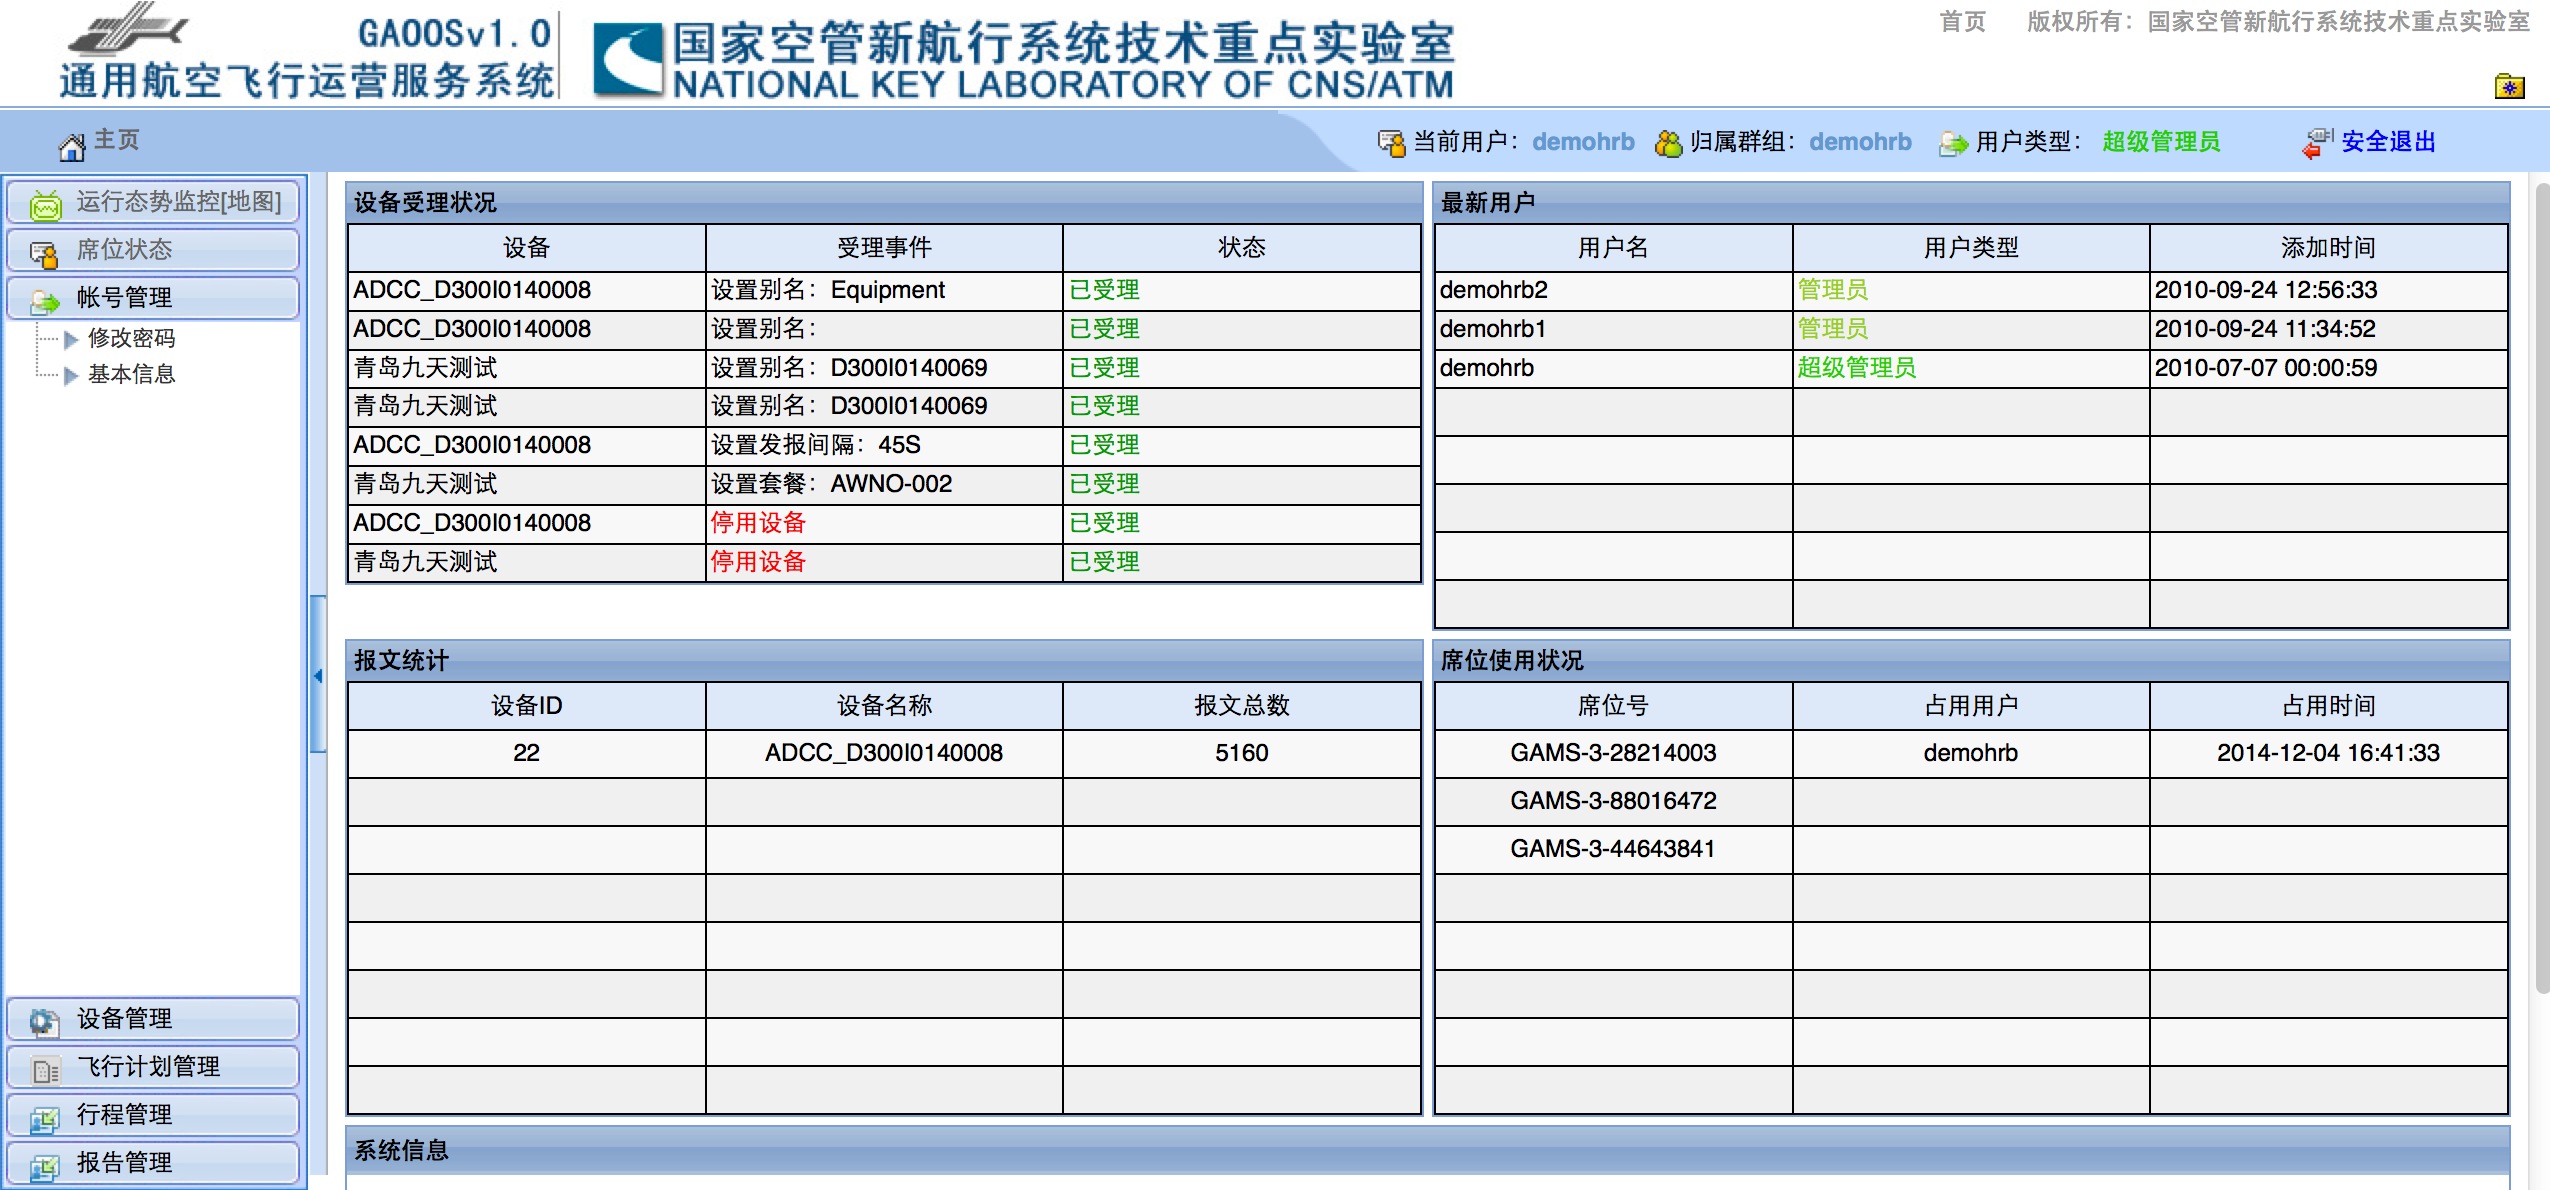 GAOOSv1.0
通用航空飞行运营服务系统
国家空管新航行系统技术重点实验室
NATIONAL KEY LABORATORY OF CNS/ATM
首页 版权所有：国家空管新航行系统技术重点实验室
主页
当前用户：demohrb 归属群组：demohrb 用户类型：超级管理员 安全退出
运行态势监控[地图]
席位状态
帐号管理
修改密码
基本信息
设备管理
飞行计划管理
行程管理
报告管理
设备受理状况
设备 受理事件 状态
ADCC_D300I0140008 设置别名：Equipment 已受理
ADCC_D300I0140008 设置别名： 已受理
青岛九天测试 设置别名：D300I0140069 已受理
青岛九天测试 设置别名：D300I0140069 已受理
ADCC_D300I0140008 设置发报间隔：45S 已受理
青岛九天测试 设置套餐：AWNO-002 已受理
ADCC_D300I0140008 停用设备 已受理
青岛九天测试 停用设备 已受理
最新用户
用户名 用户类型 添加时间
demohrb2 管理员 2010-09-24 12:56:33
demohrb1 管理员 2010-09-24 11:34:52
demohrb 超级管理员 2010-07-07 00:00:59
报文统计
设备ID 设备名称 报文总数
22 ADCC_D300I0140008 5160
席位使用状况
席位号 占用用户 占用时间
GAMS-3-28214003 demohrb 2014-12-04 16:41:33
GAMS-3-88016472
GAMS-3-44643841
系统信息